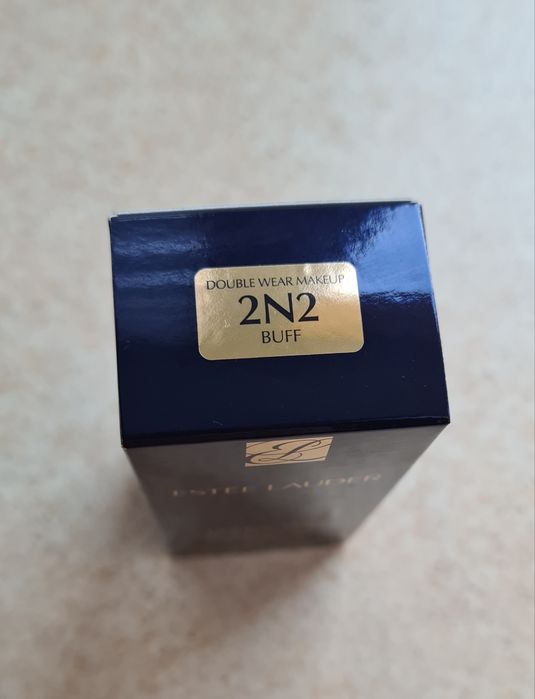 DOUBLE WEAR MAKEUP
2N2
BUFF
ESTEE LAUDER